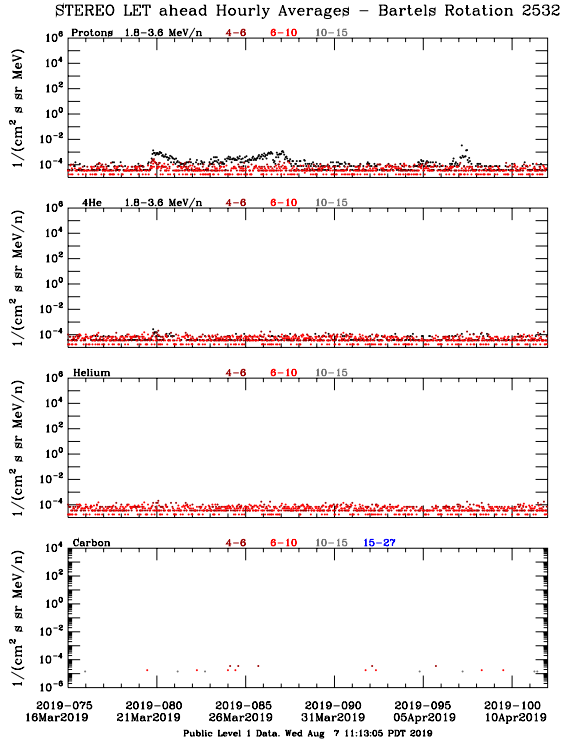 STEREO LET ahead Hourly Averages − Bartels Rotation 2532
Protons 1.8−3.6 MeV/n 4−6 6−10 10−15
10^6
10^4
10^2
10^0
10^−2
10^−4
1/(cm^2 s sr MeV)
4He 1.8−3.6 MeV/n 4−6 6−10 10−15
10^6
10^4
10^2
10^0
10^−2
10^−4
1/(cm^2 s sr MeV/n)
Helium 4−6 6−10 10−15
10^6
10^4
10^2
10^0
10^−2
10^−4
1/(cm^2 s sr MeV/n)
Carbon 4−6 6−10 10−15 15−27
10^4
10^2
10^0
10^−2
10^−4
10^−6
1/(cm^2 s sr MeV/n)
2019−075 2019−080 2019−085 2019−090 2019−095 2019−100
16Mar2019 21Mar2019 26Mar2019 31Mar2019 05Apr2019 10Apr2019
Public Level 1 Data. Wed Aug 7 11:13:05 PDT 2019